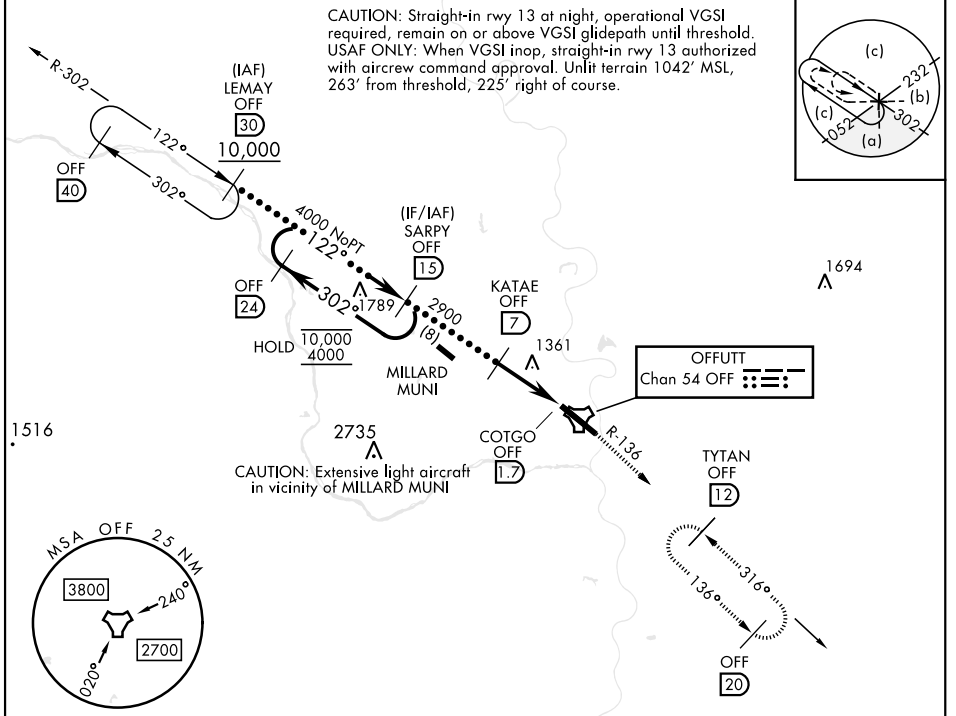 CAUTION: Straight-in rwy 13 at night, operational VGSI
required, remain on or above VGSI glidepath until threshold.
USAF ONLY: When VGSI inop, straight-in rwy 13 authorized
with aircrew command approval. Unlit terrain 1042' MSL,
263' from threshold, 225' right of course.
(c)
232
(b)
302
(c)
052
(a)
R-302
(IAF)
LEMAY
OFF
30
10,000
122°
302°
OFF
40
4000 NoPT
122°
(IF/IAF)
SARPY
OFF
15
302°
OFF
24
1789
HOLD
10,000
4000
2900
(8)
MILLARD
MUNI
KATAE
OFF
7
1361
1694
OFFUTT
Chan 54 OFF
COTGO
OFF
1.7
R-136
1516
2735
CAUTION: Extensive light aircraft
in vicinity of MILLARD MUNI
TYTAN
OFF
12
136°
316°
OFF
20
MSA OFF 25 NM
3800
240°
2700
020°